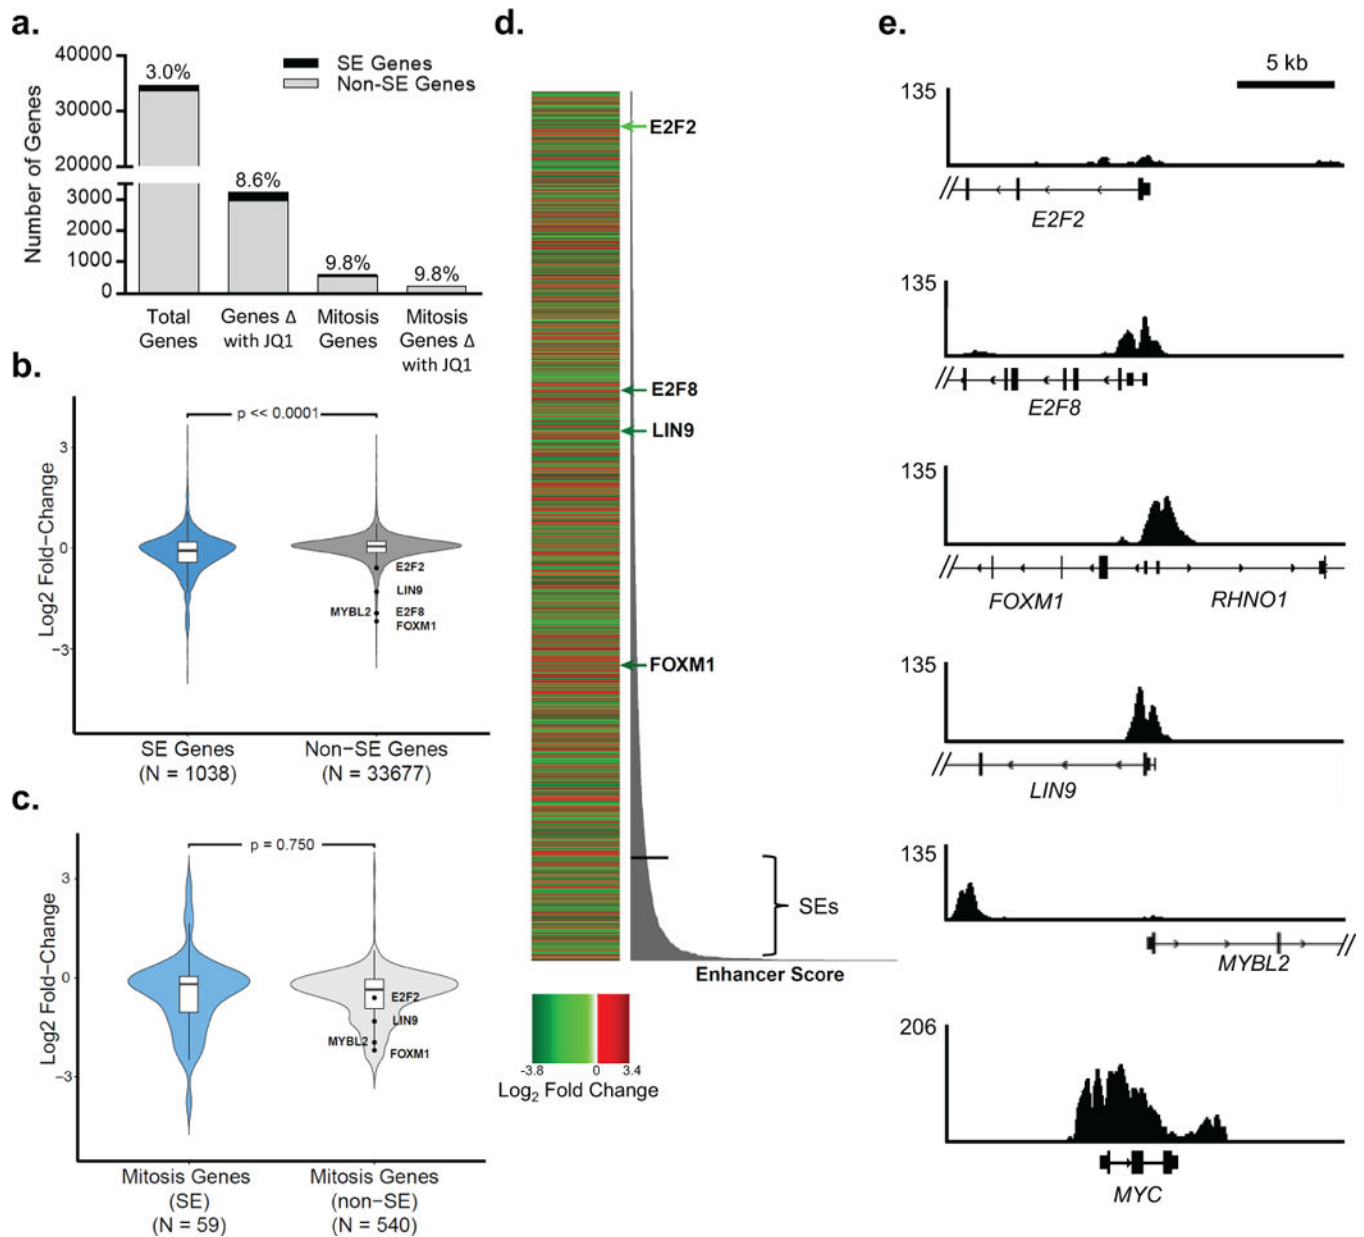 a.
40000
30000
20000
3000
2000
1000
0
Number of Genes
3.0%
8.6%
9.8%
9.8%
SE Genes
Non-SE Genes
Total Genes
Genes Δ with JQ1
Mitosis Genes
Mitosis Genes Δ with JQ1
b.
p << 0.0001
Log2 Fold-Change
3
0
−3
E2F2
LIN9
MYBL2
E2F8
FOXM1
SE Genes
(N = 1038)
Non−SE Genes
(N = 33677)
c.
p = 0.750
Log2 Fold−Change
3
0
−3
E2F2
LIN9
MYBL2
FOXM1
Mitosis Genes
(SE)
(N = 59)
Mitosis Genes
(non−SE)
(N = 540)
d.
E2F2
E2F8
LIN9
FOXM1
SEs
Enhancer Score
-3.8
0
3.4
Log2 Fold Change
e.
5 kb
135
E2F2
135
E2F8
135
FOXM1
RHNO1
135
LIN9
135
MYBL2
206
MYC